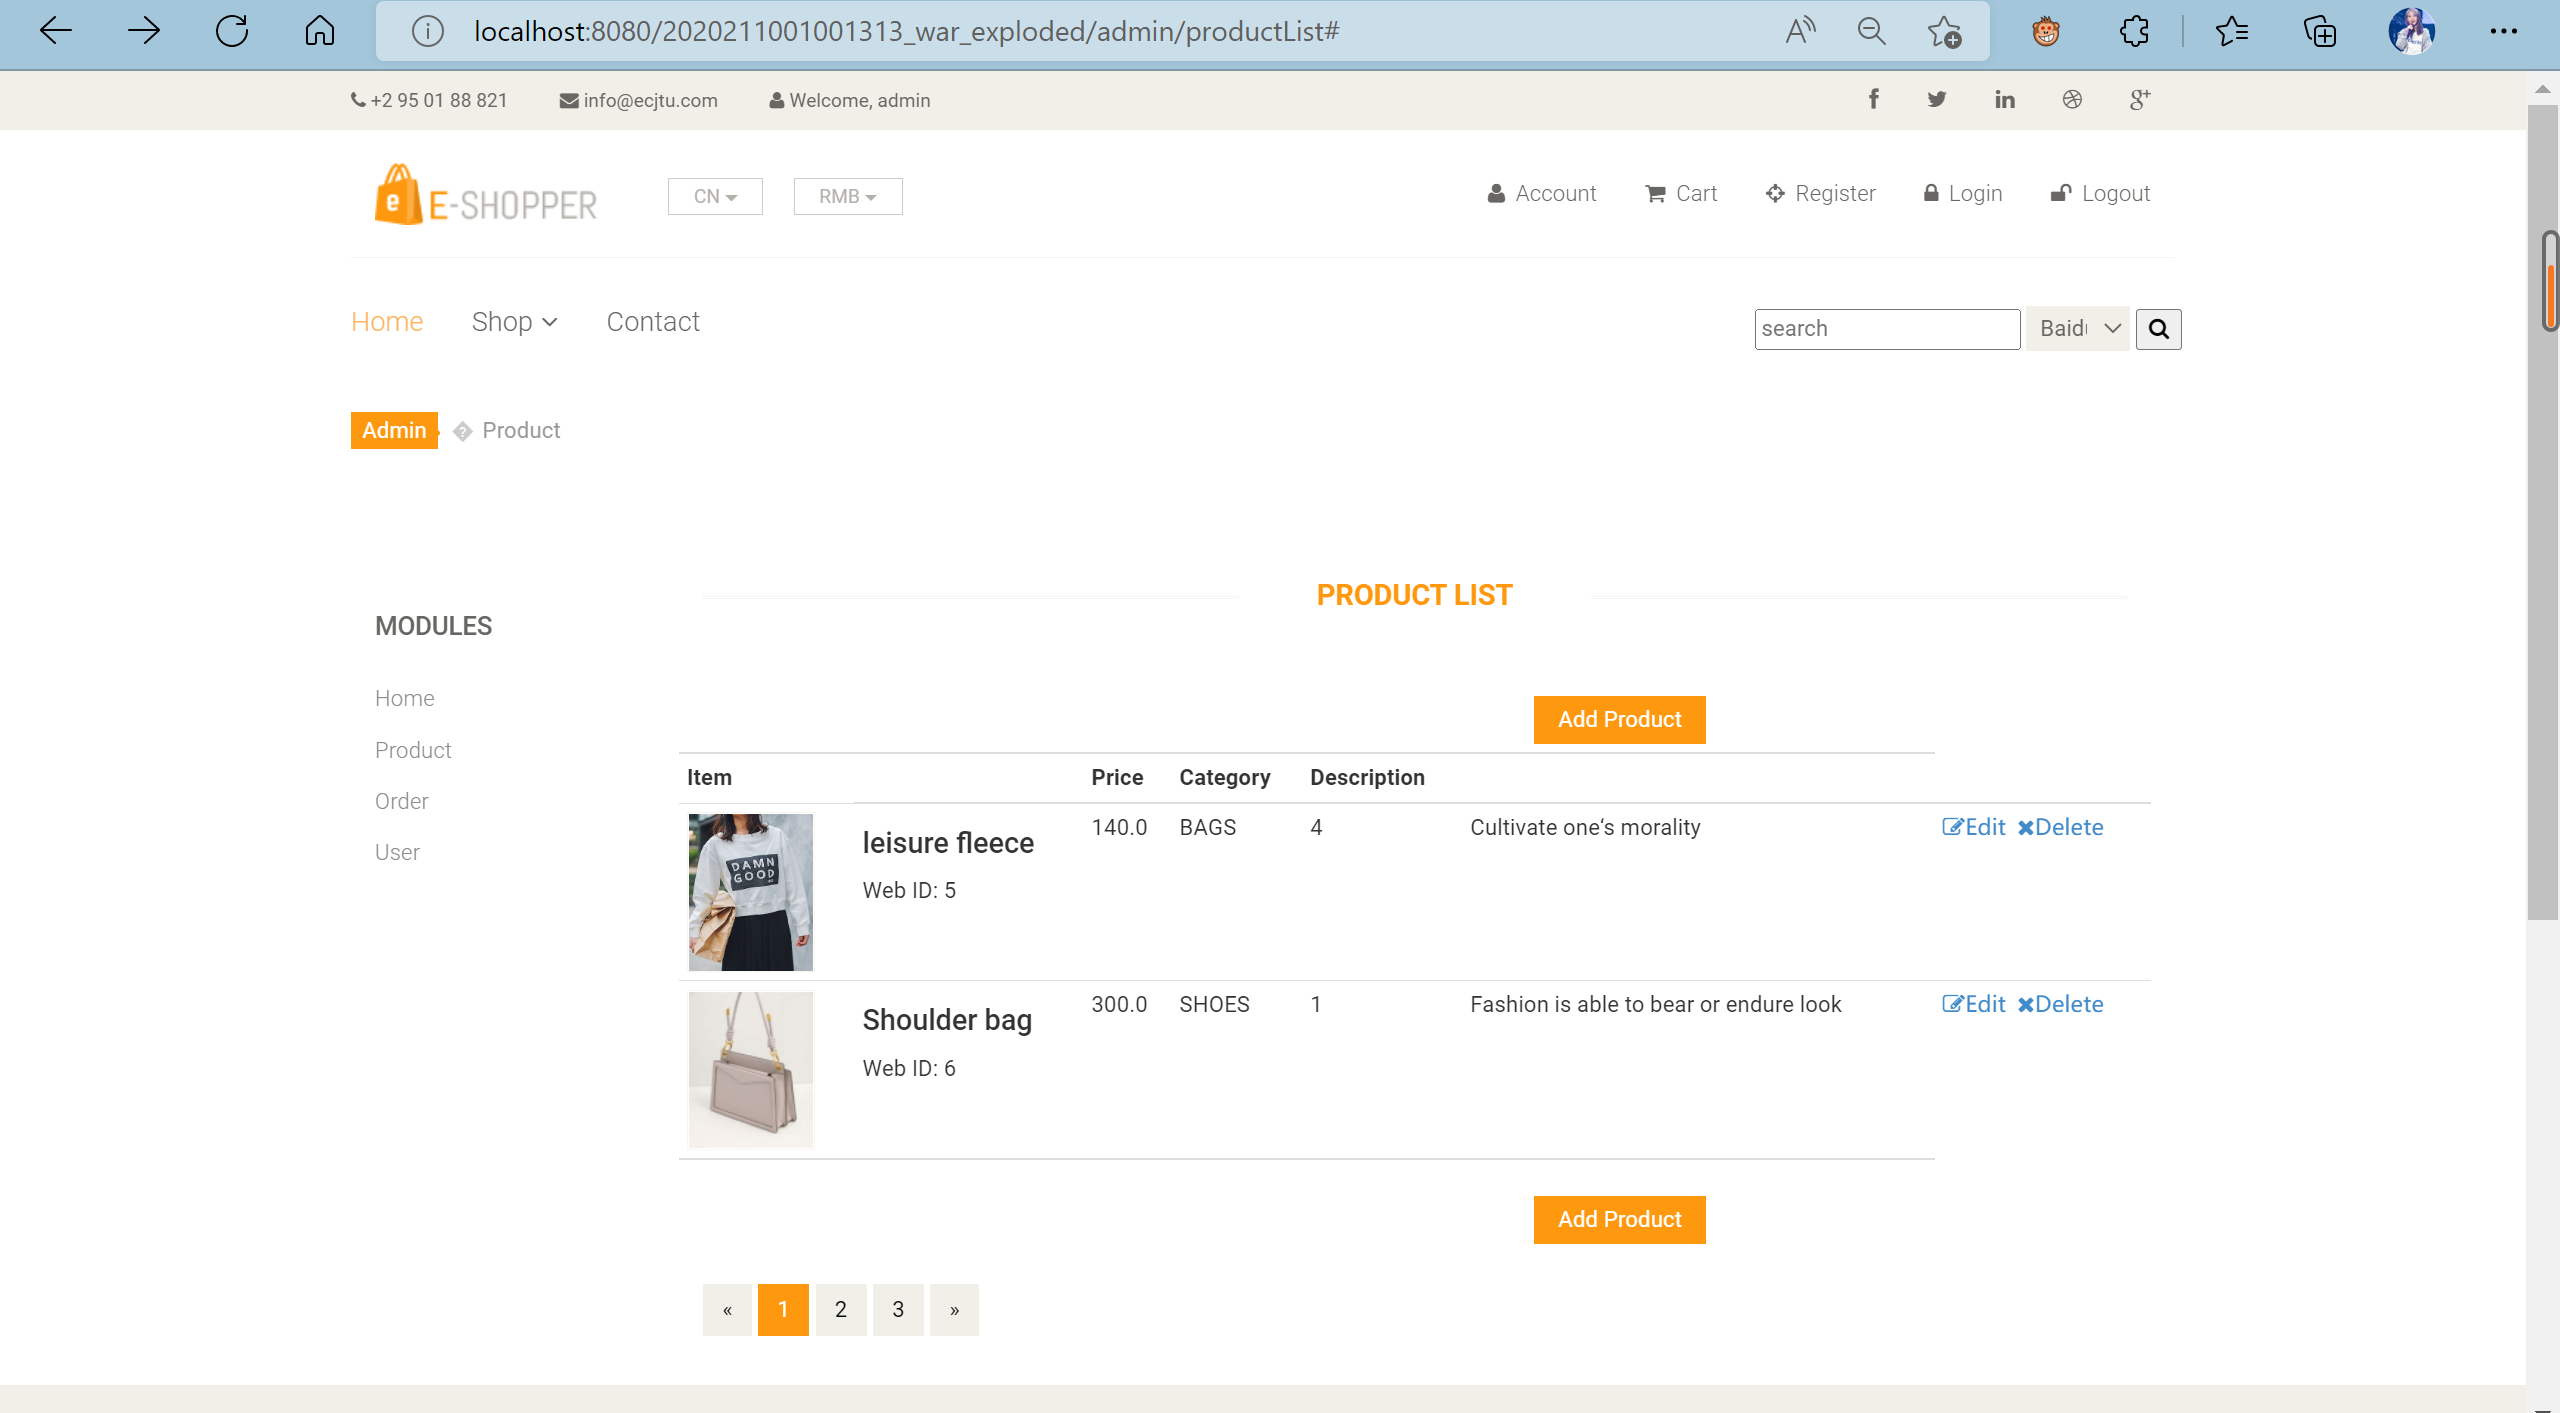 localhost:8080/2020211001001313_war_exploded/admin/productList#
+2 95 01 88 821 info@ecjtu.com Welcome, admin
E-SHOPPER CN RMB Account Cart Register Login Logout
Home Shop Contact search Baidu
Admin Product
PRODUCT LIST
MODULES
Home
Product
Order
User
Add Product
Item Price Category Description
DAMN
GOOD
leisure fleece 140.0 BAGS 4 Cultivate one‘s morality Edit Delete
Web ID: 5
Shoulder bag 300.0 SHOES 1 Fashion is able to bear or endure look Edit Delete
Web ID: 6
Add Product
« 1 2 3 »